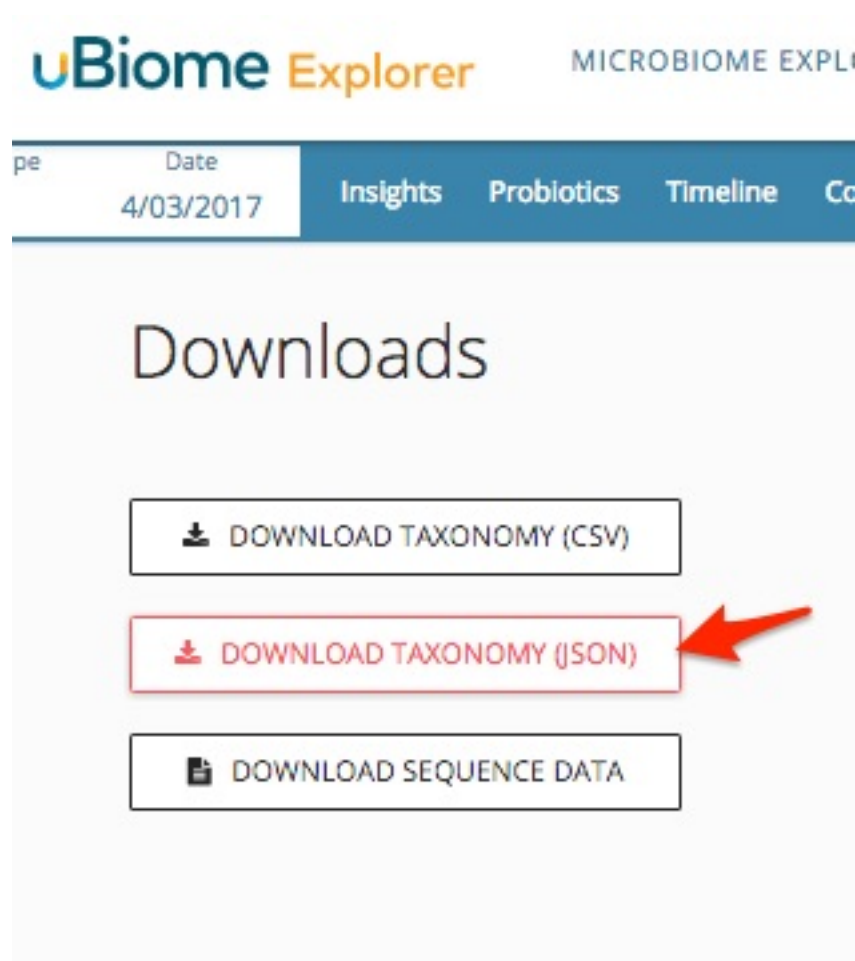 uBiome Explorer MICROBIOME
Date
4/03/2017 Insights Probiotics Timeline
Downloads
DOWNLOAD TAXONOMY (CSV)
DOWNLOAD TAXONOMY (JSON)
DOWNLOAD SEQUENCE DATA